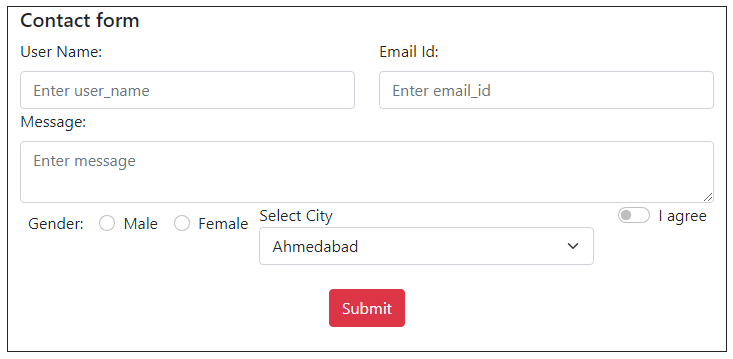 Contact form
User Name: Email Id:
Enter user_name Enter email_id
Message:
Enter message
Gender: Male Female Select City I agree
Ahmedabad
Submit